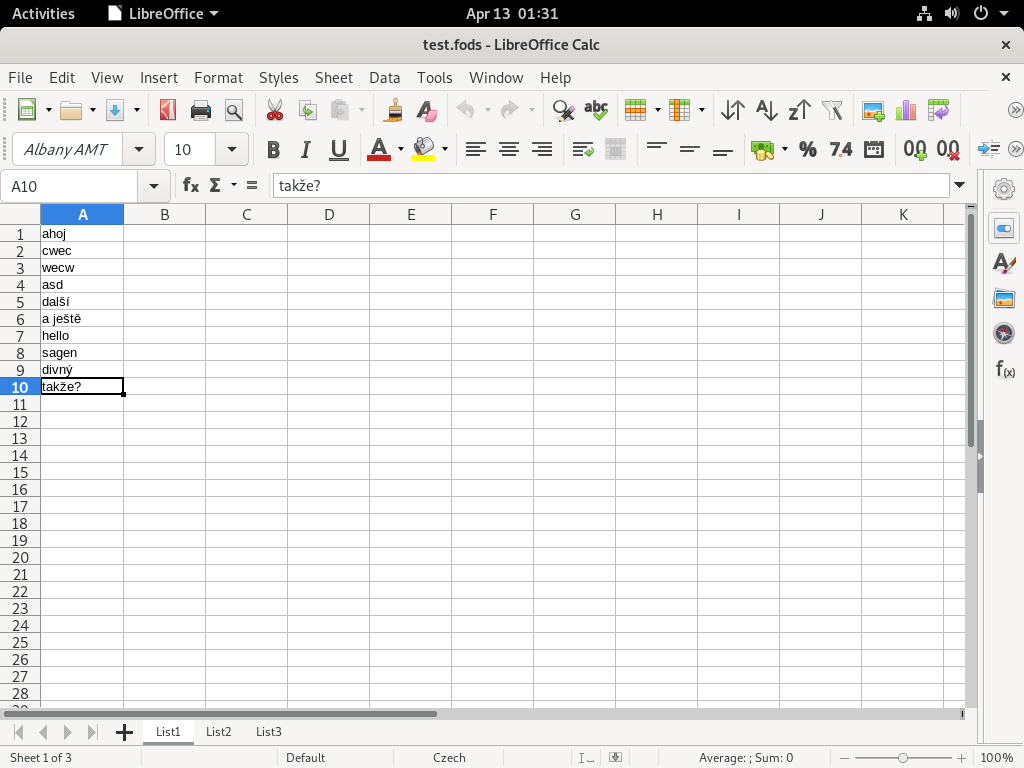 Activities LibreOffice Apr 13 01:31
test.fods - LibreOffice Calc
File Edit View Insert Format Styles Sheet Data Tools Window Help
Albany AMT 10 B I U A % 7.4
A10 takže?
A B C D E F G H I J K
1 ahoj
2 cwec
3 wecw
4 asd
5 další
6 a ještě
7 hello
8 sagen
9 divný
10 takže?
11
12
13
14
15
16
17
18
19
20
21
22
23
24
25
26
27
28
List1 List2 List3
Sheet 1 of 3 Default Czech Average: ; Sum: 0 100%